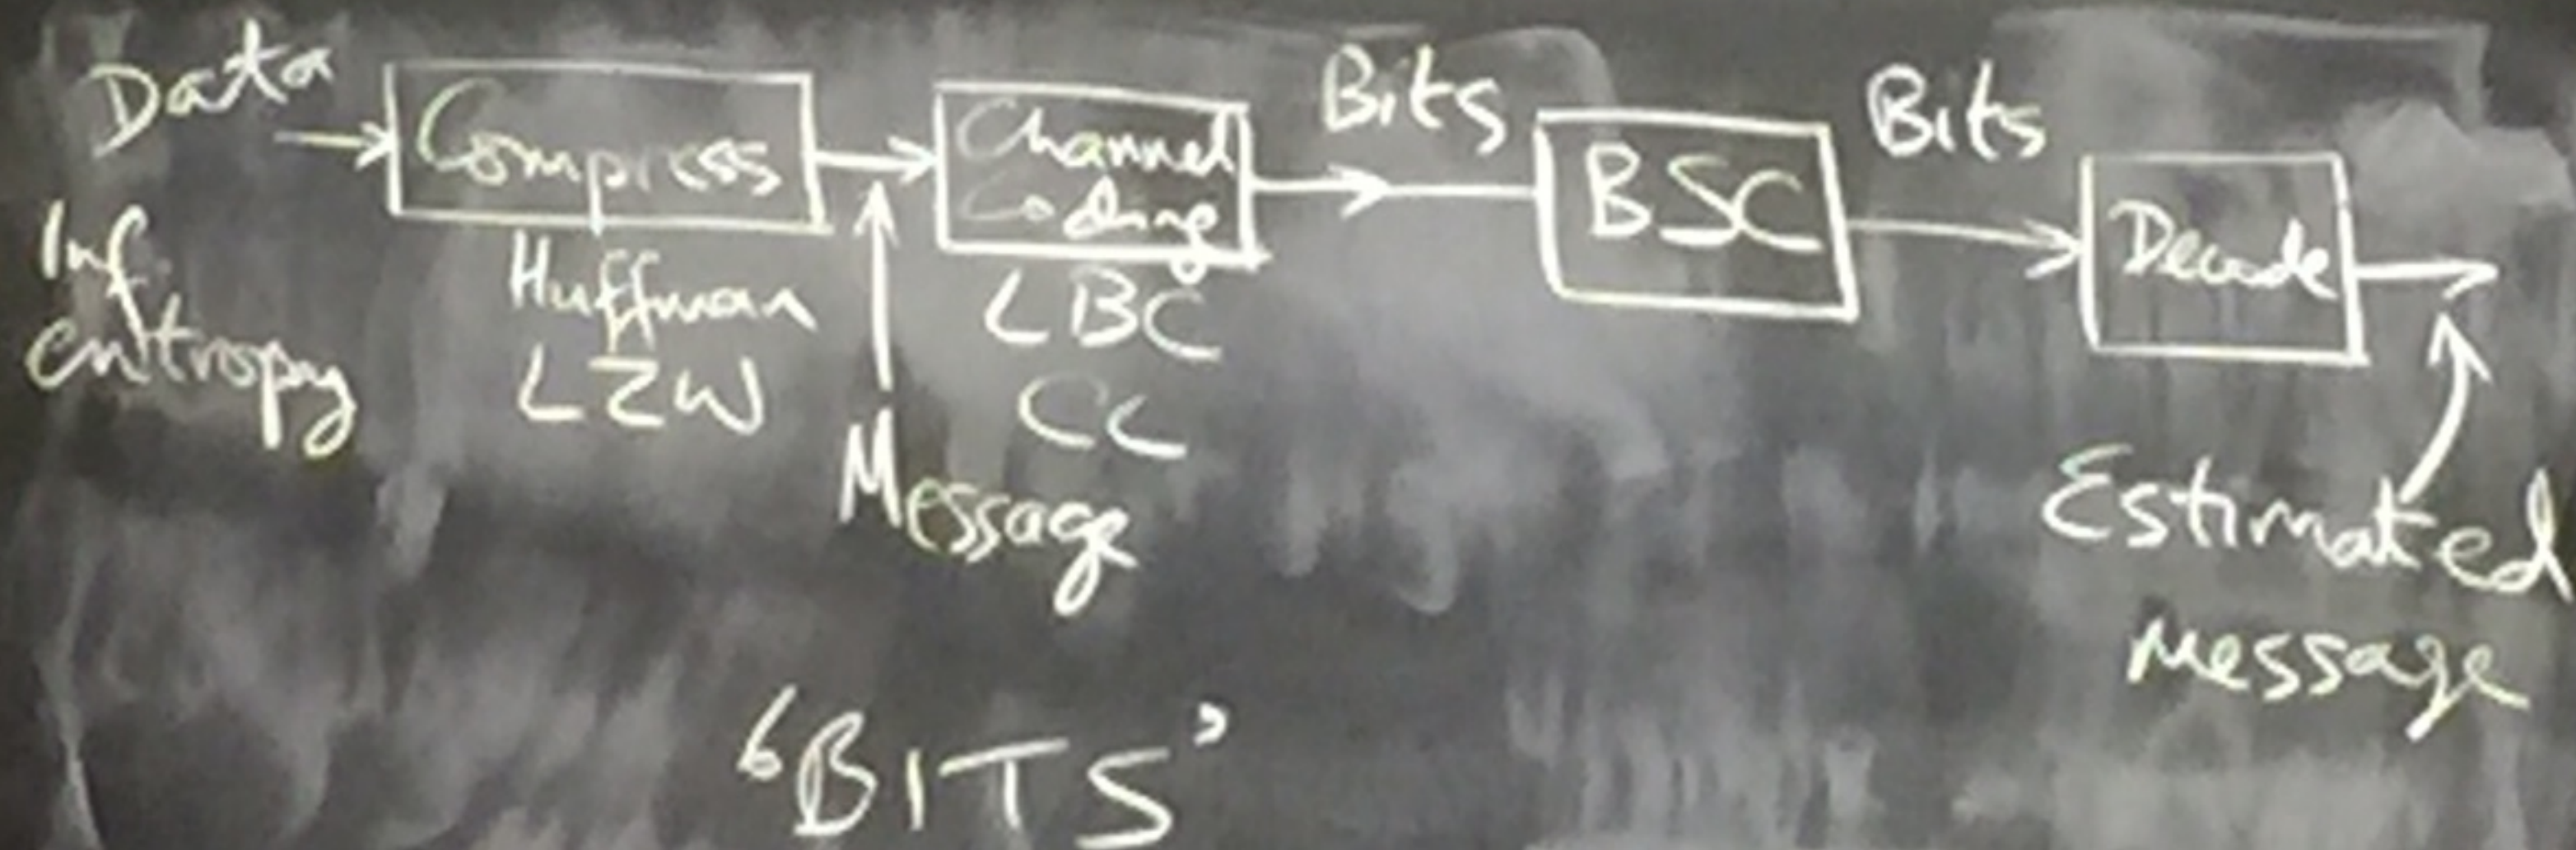 Data
Inf
entropy
Compress
Huffman
LZW
Message
Channel
Coding
LBC
CC
Bits
BSC
Bits
Decode
Estimated
Message
‘BITS’